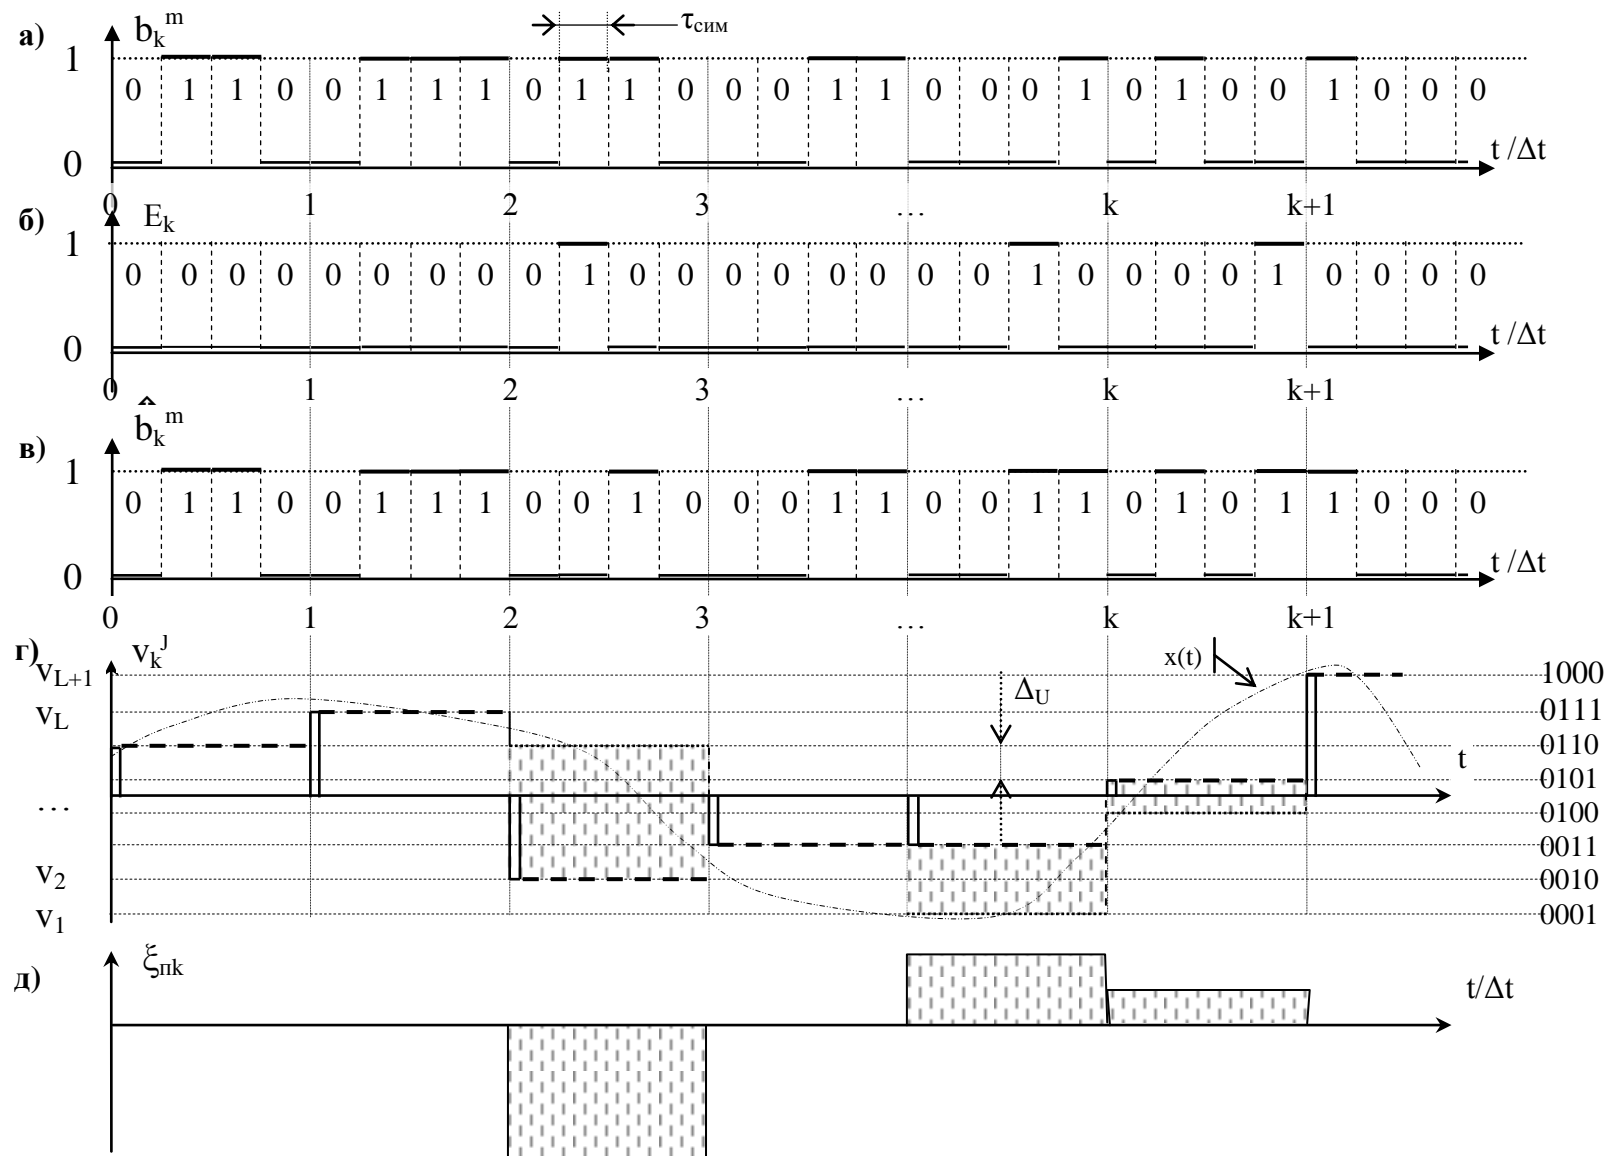 а) b_k^m τ_сим
1
0 1 1 0 0 1 1 1 0 1 1 0 0 0 1 1 0 0 0 1 0 1 0 0 1 0 0 0
0 t /Δt
0 1 2 3 … k k+1
б) E_k
1
0 0 0 0 0 0 0 0 0 1 0 0 0 0 0 0 0 0 1 0 0 0 0 1 0 0 0 0
0 t /Δt
0 1 2 3 … k k+1
в) b̂_k^m
1
0 1 1 0 0 1 1 1 0 0 1 0 0 0 1 1 0 0 1 1 0 1 0 1 1 0 0 0
0 t /Δt
0 1 2 3 … k k+1
г) v_k^J x(t)
v_{L+1} Δ_U 1000
v_L 0111
0110
t
0101
… 0100
0011
v_2 0010
v_1 0001
д) ξ_пk t/Δt